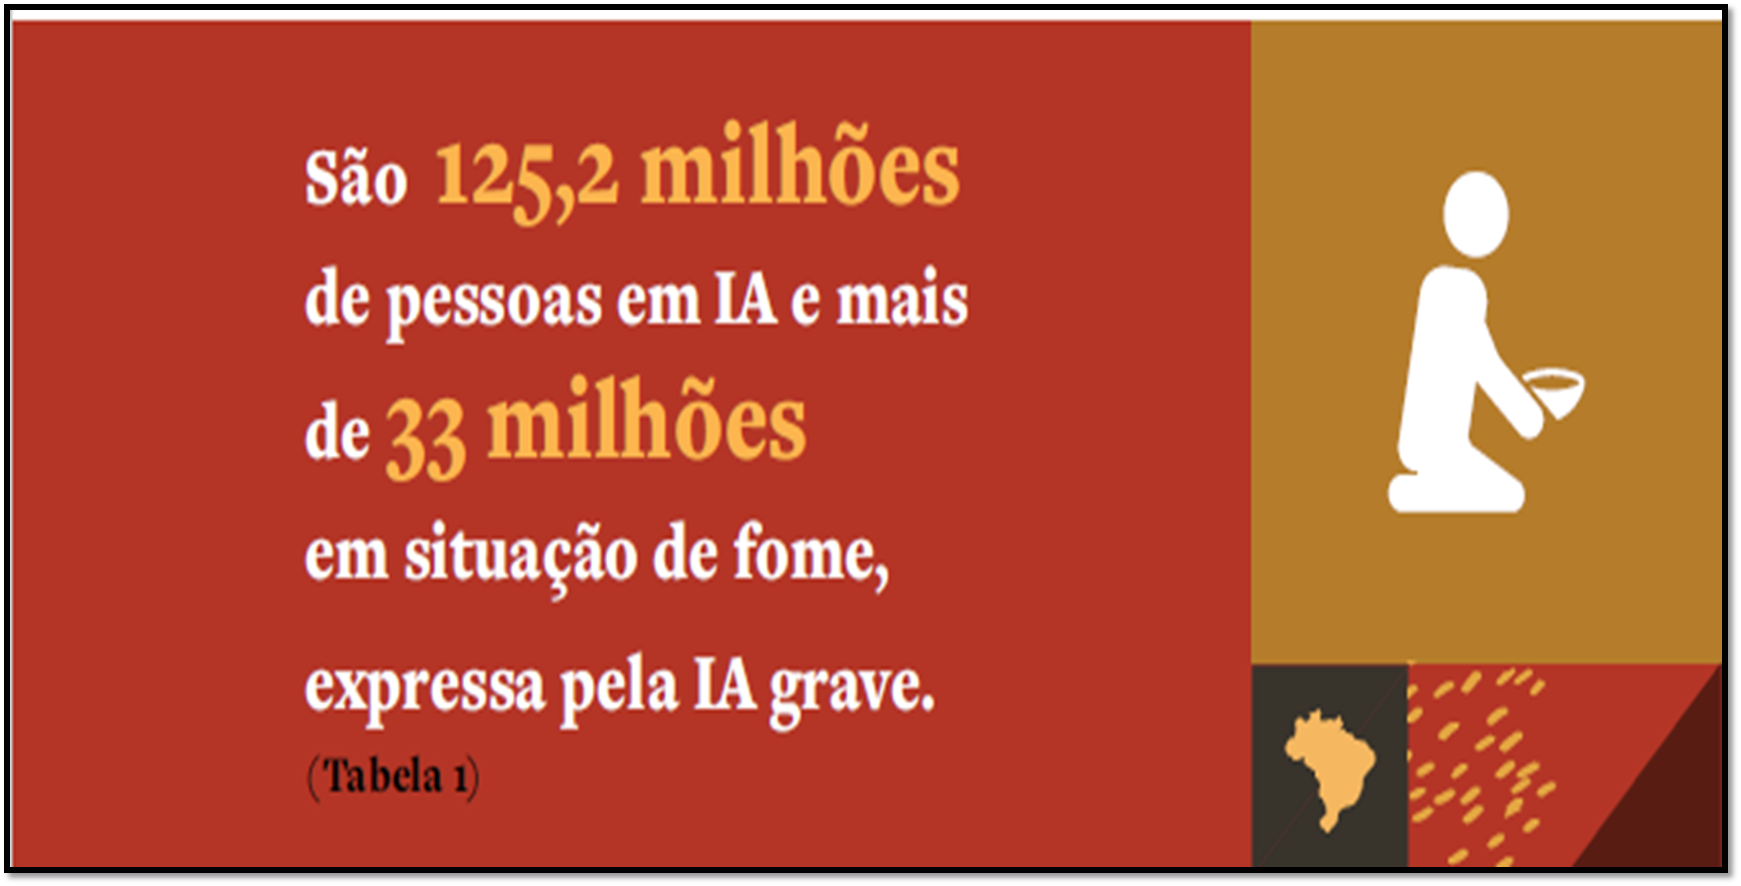 São 125,2 milhões
de pessoas em IA e mais
de 33 milhões
em situação de fome,
expressa pela IA grave.
(Tabela 1)